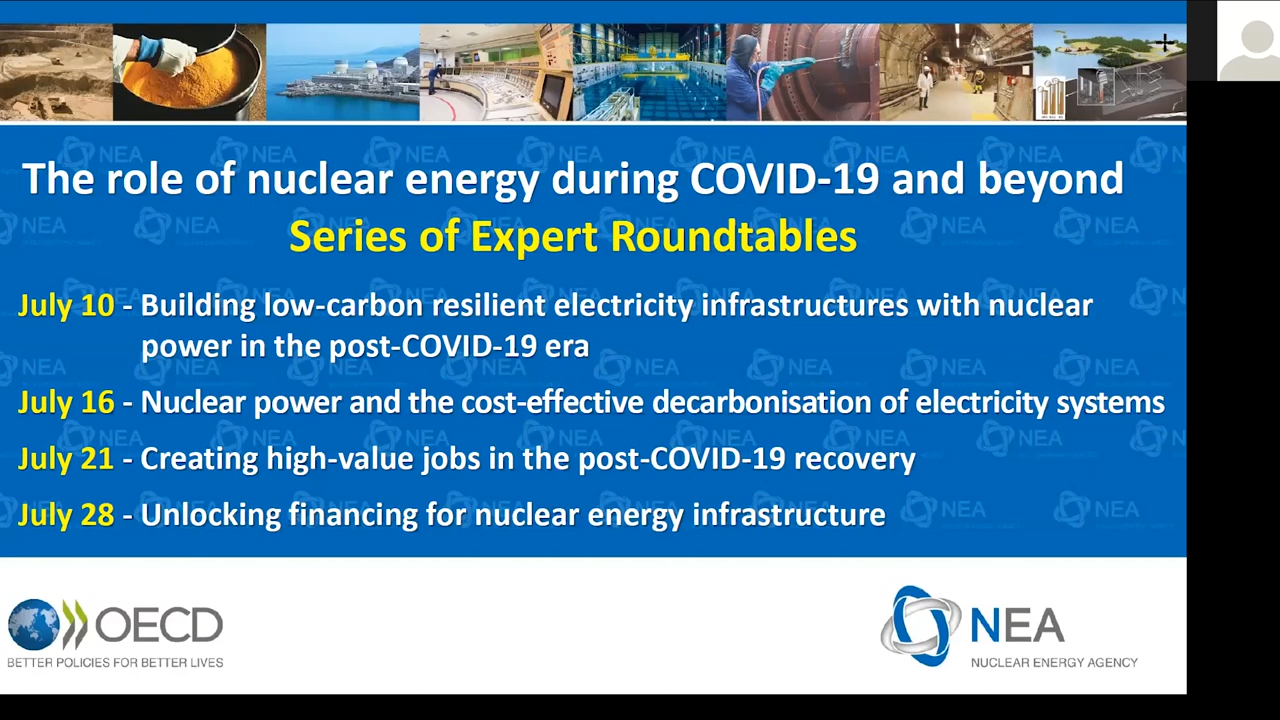 The role of nuclear energy during COVID-19 and beyond
Series of Expert Roundtables
July 10 - Building low-carbon resilient electricity infrastructures with nuclear
power in the post-COVID-19 era
July 16 - Nuclear power and the cost-effective decarbonisation of electricity systems
July 21 - Creating high-value jobs in the post-COVID-19 recovery
July 28 - Unlocking financing for nuclear energy infrastructure
OECD
BETTER POLICIES FOR BETTER LIVES
NEA
NUCLEAR ENERGY AGENCY